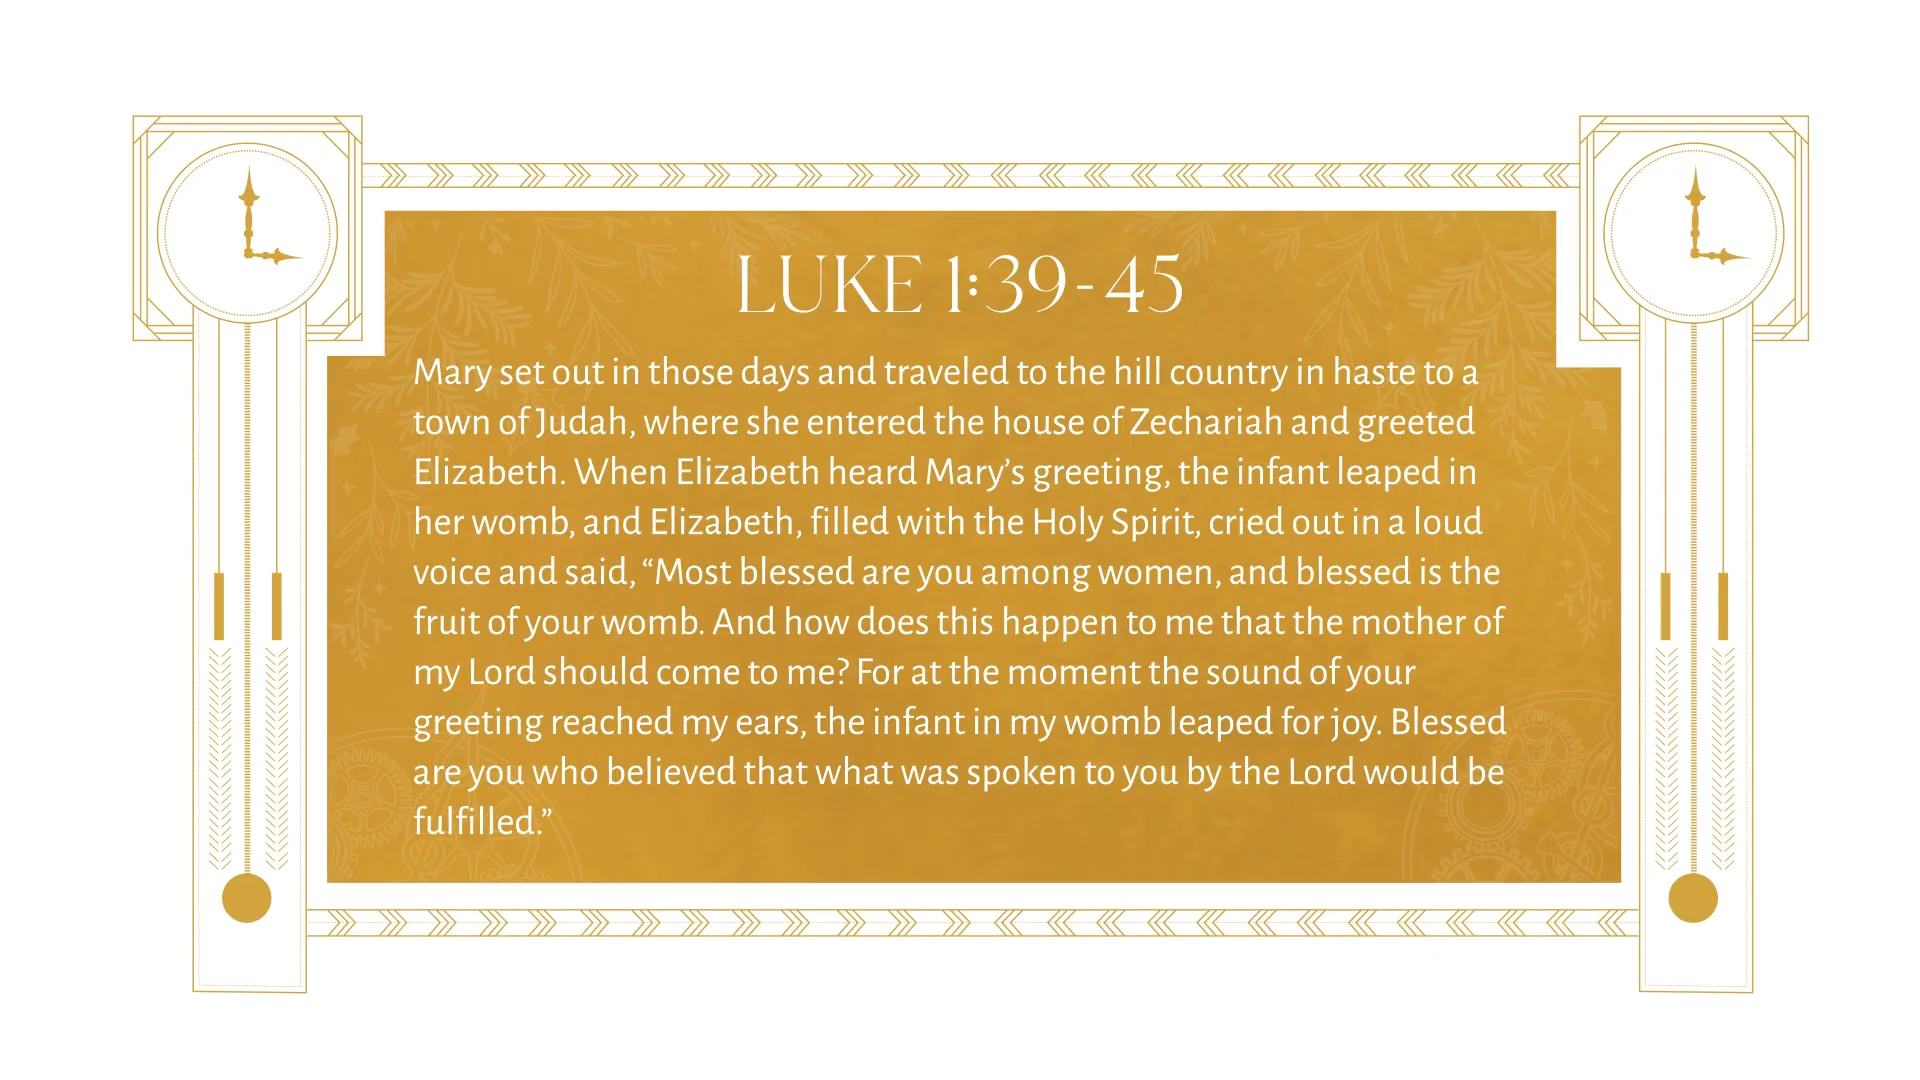 LUKE 1:39-45
Mary set out in those days and traveled to the hill country in haste to a
town of Judah, where she entered the house of Zechariah and greeted
Elizabeth. When Elizabeth heard Mary’s greeting, the infant leaped in
her womb, and Elizabeth, filled with the Holy Spirit, cried out in a loud
voice and said, “Most blessed are you among women, and blessed is the
fruit of your womb. And how does this happen to me that the mother of
my Lord should come to me? For at the moment the sound of your
greeting reached my ears, the infant in my womb leaped for joy. Blessed
are you who believed that what was spoken to you by the Lord would be
fulfilled.”